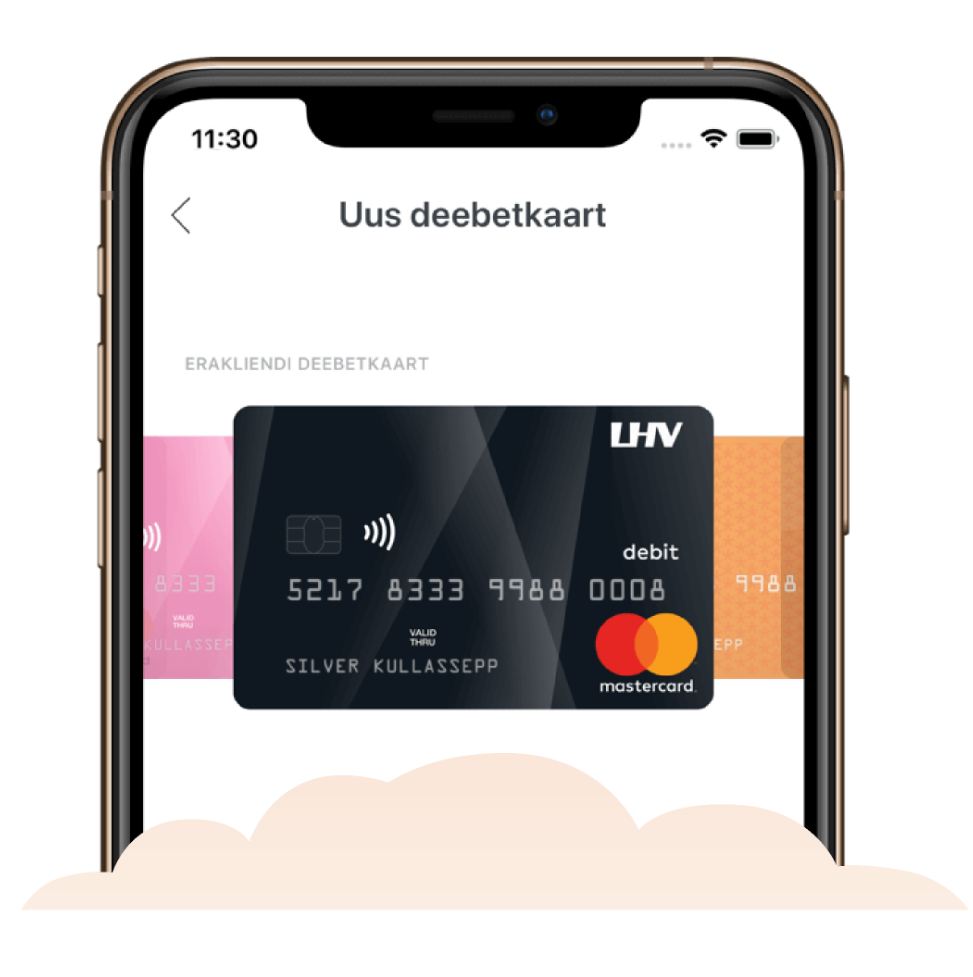 11:30
Uus deebetkaart
ERAKLIENDI DEEBETKAART
LHV
debit
8333
5217 8333 9988 0008
9988
VALID
THRU
VALID
THRU
KULLASSEP
SILVER KULLASSEPP
EPP
mastercard.